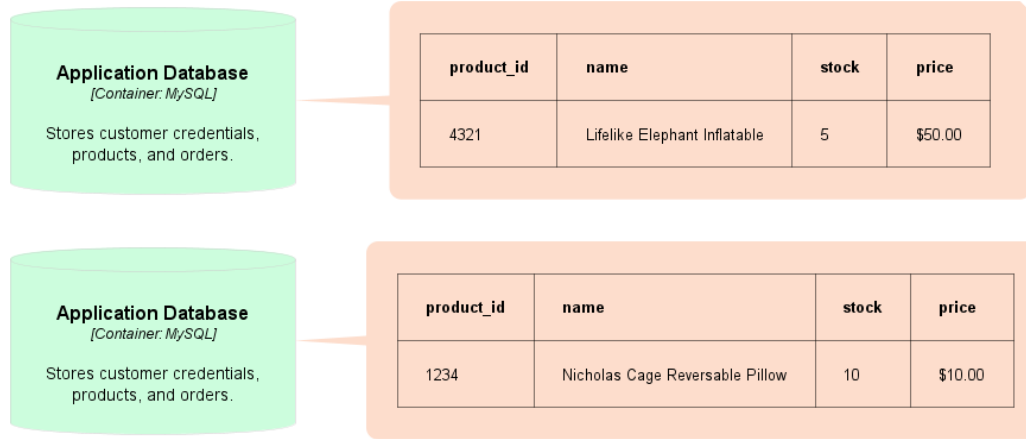 Application Database
[Container: MySQL]
Stores customer credentials,
products, and orders.
product_id name stock price
4321 Lifelike Elephant Inflatable 5 $50.00
Application Database
[Container: MySQL]
Stores customer credentials,
products, and orders.
product_id name stock price
1234 Nicholas Cage Reversable Pillow 10 $10.00